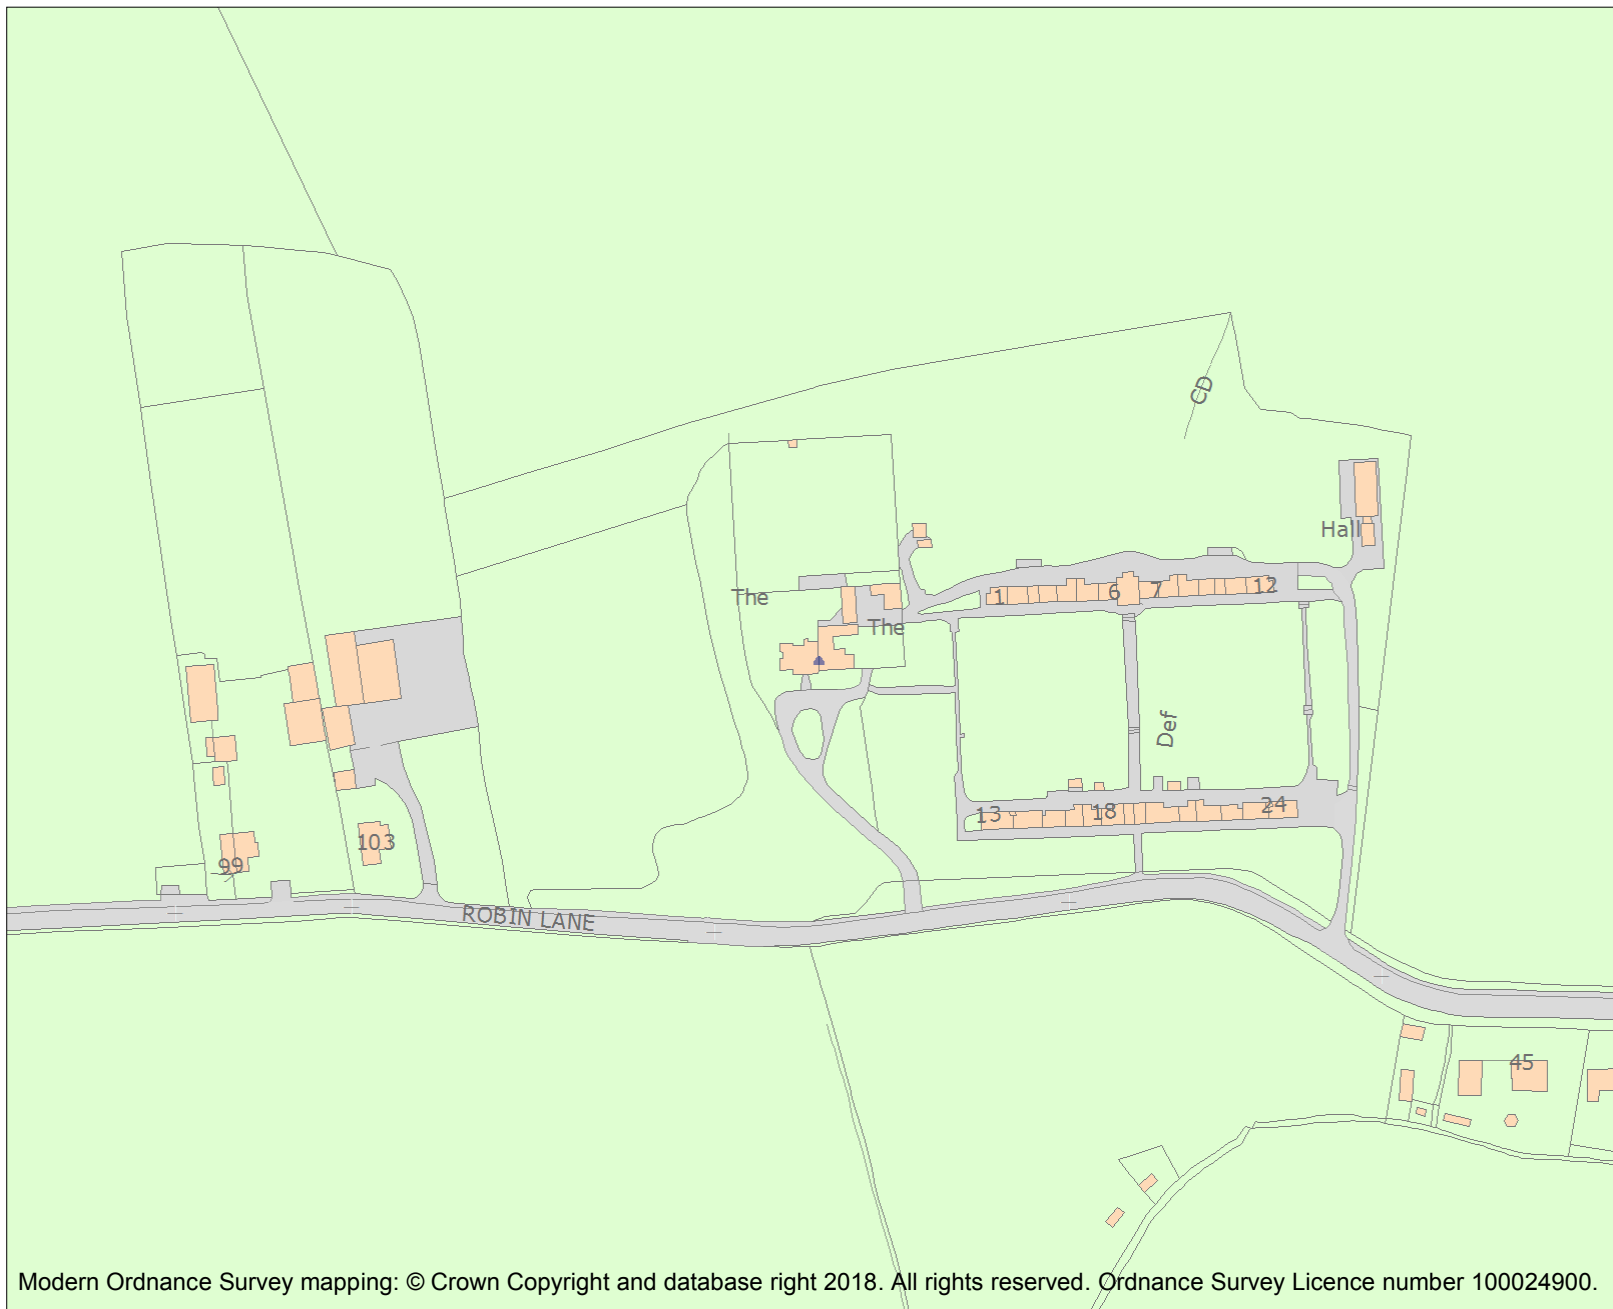 CD
Hall
The
1
6
7
12
The
Def
13
18
24
103
99
ROBIN LANE
45
Modern Ordnance Survey mapping: © Crown Copyright and database right 2018. All rights reserved. Ordnance Survey Licence number 100024900.